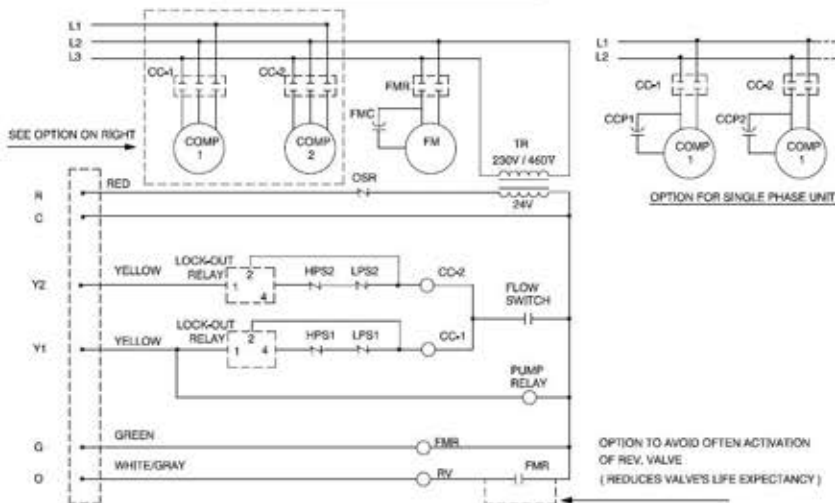 L1
L2
L3
CC-1
CC-2
FMR
FMC
COMP 1
COMP 2
FM
TR
230V / 460V
24V
SEE OPTION ON RIGHT
L1
L2
CC-1
CC-2
CCP1
CCP2
COMP 1
COMP 1
OPTION FOR SINGLE PHASE UNIT
R
RED
OSR
C
Y2
YELLOW
LOCK-OUT
RELAY
1 2 4
HPS2
LPS2
CC-2
FLOW
SWITCH
Y1
YELLOW
LOCK-OUT
RELAY
1 2 4
HPS1
LPS1
CC-1
PUMP
RELAY
G
GREEN
FMR
O
WHITE/GRAY
RV
FMR
OPTION TO AVOID OFTEN ACTIVATION
OF REV. VALVE
( REDUCES VALVE'S LIFE EXPECTANCY )